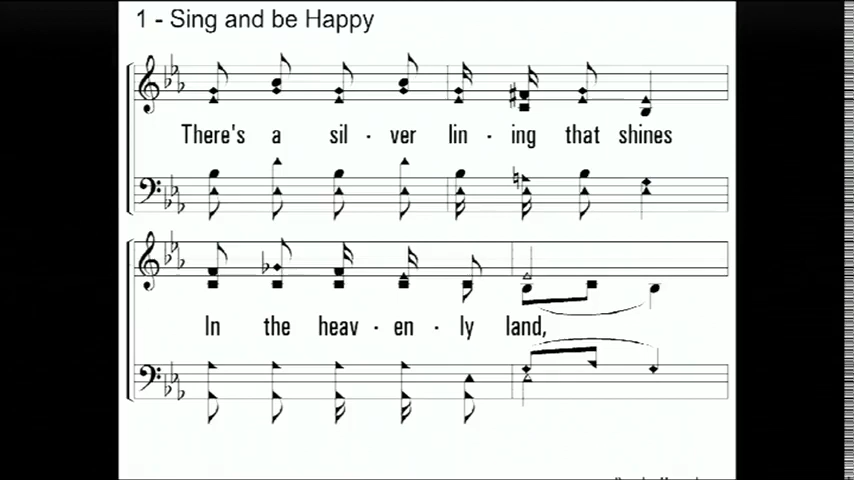 1 - Sing and be Happy
There's a sil · ver lin · ing that shines
In the heav · en · ly land,